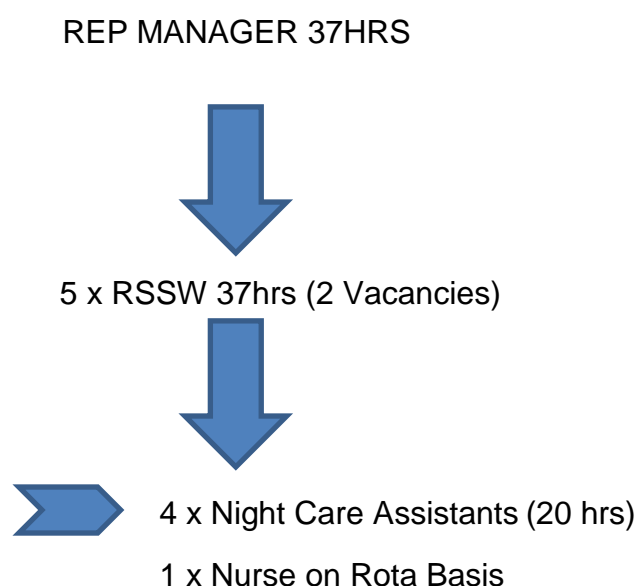 REP MANAGER 37HRS
5 x RSSW 37hrs (2 Vacancies)
4 x Night Care Assistants (20 hrs)
1 x Nurse on Rota Basis